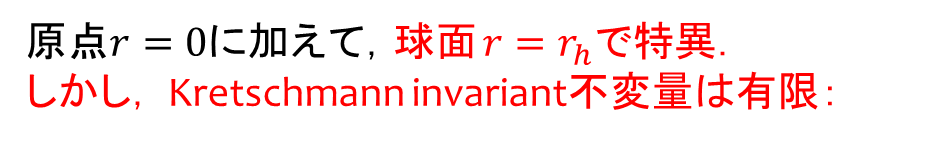 原点r = 0に加えて, 球面r = r_hで特異.
しかし, Kretschmann invariant不変量は有限: